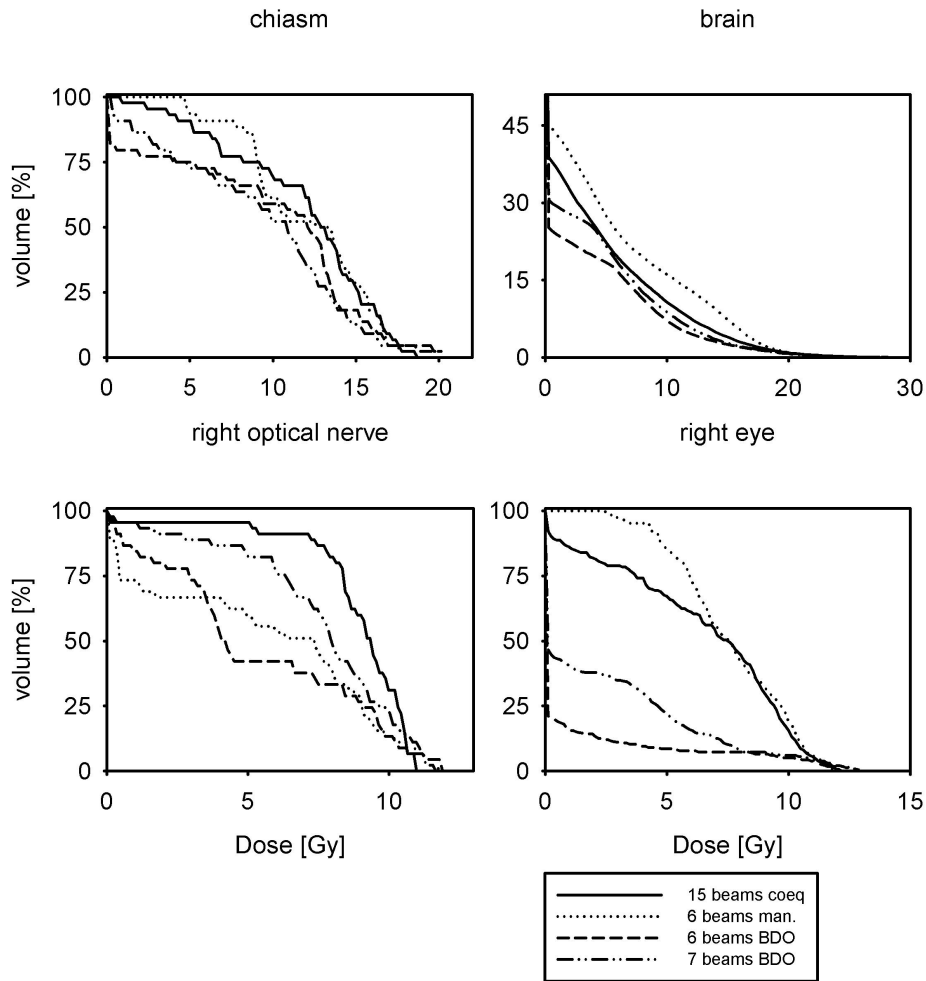 chiasm
brain
volume [%]
100
75
50
25
0
0 5 10 15 20
45
30
15
0
0 10 20 30
right optical nerve
right eye
volume [%]
100
75
50
25
0
0 5 10
Dose [Gy]
100
75
50
25
0
0 5 10 15
Dose [Gy]
15 beams coeq
6 beams man.
6 beams BDO
7 beams BDO